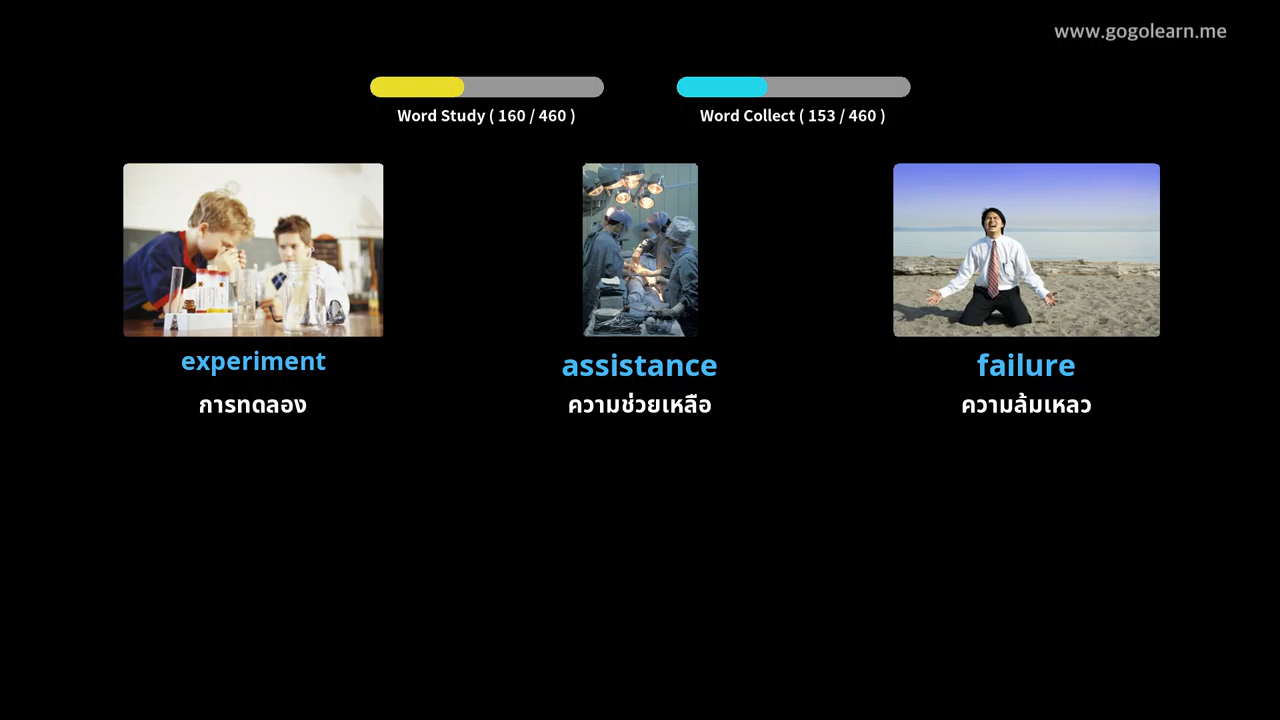 www.gogolearn.me
Word Study ( 160 / 460 )
Word Collect ( 153 / 460 )
experiment
การทดลอง
assistance
ความช่วยเหลือ
failure
ความล้มเหลว